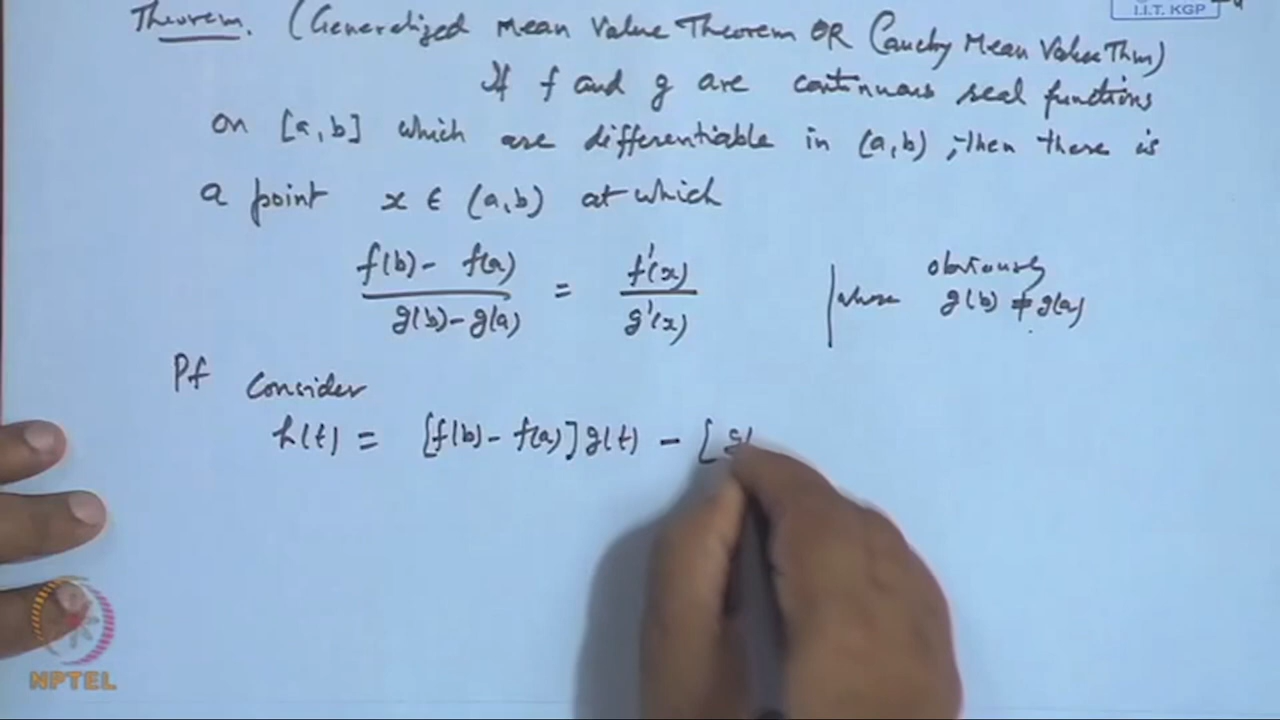 I.I.T. KGP
Theorem. (Generalized Mean Value Theorem OR Cauchy Mean Value Thm)
If f and g are continuous real functions
on [a,b] which are differentiable in (a,b), then there is
a point x ∈ (a,b) at which
f(b) - f(a) / g(b) - g(a) = f'(x) / g'(x) | where obviously g(b) ≠ g(a)
Pf Consider
h(t) = [f(b) - f(a)] g(t) - [g(
NPTEL